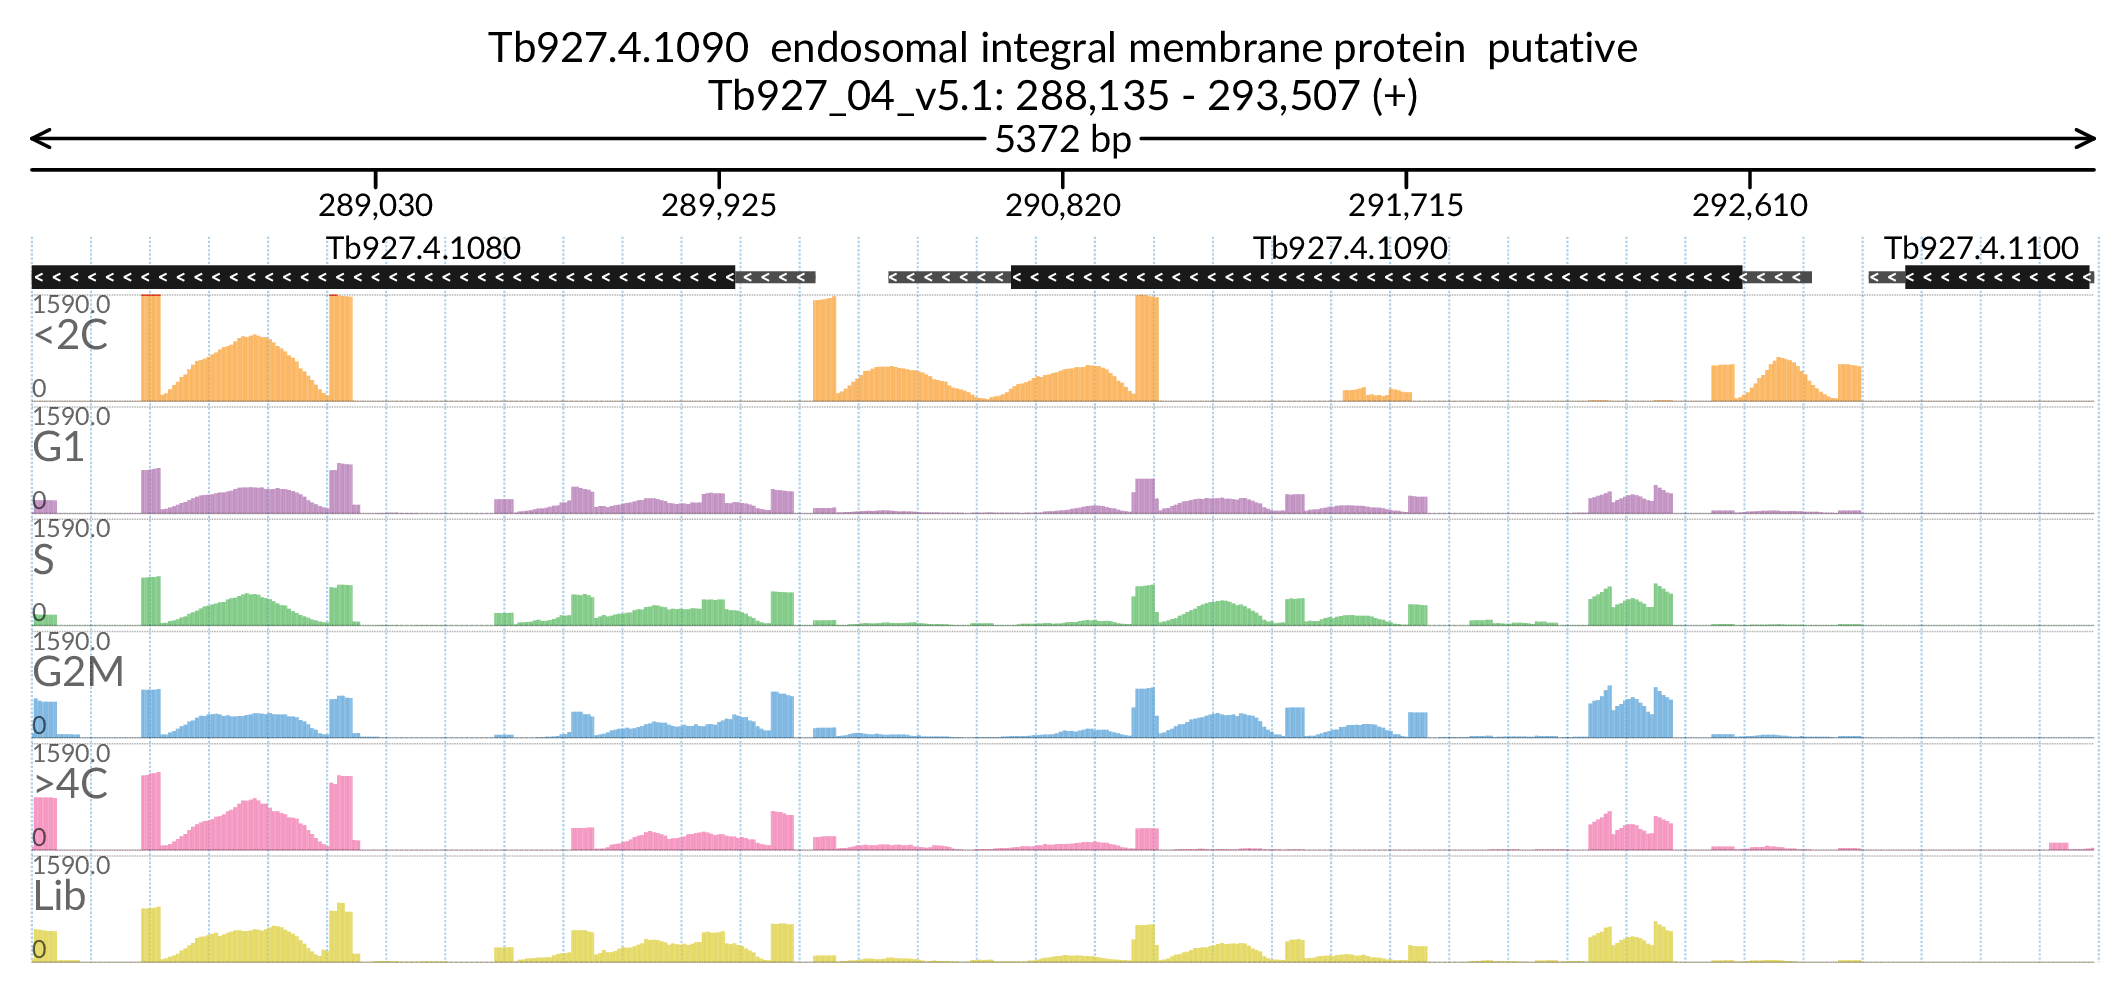 Tb927.4.1090  endosomal integral membrane protein  putative
Tb927_04_v5.1: 288,135 - 293,507 (+)
5372 bp
289,030 289,925 290,820 291,715 292,610
Tb927.4.1080 Tb927.4.1090 Tb927.4.1100
1590.0
<2C
0
1590.0
G1
0
1590.0
S
0
1590.0
G2M
0
1590.0
>4C
0
1590.0
Lib
0